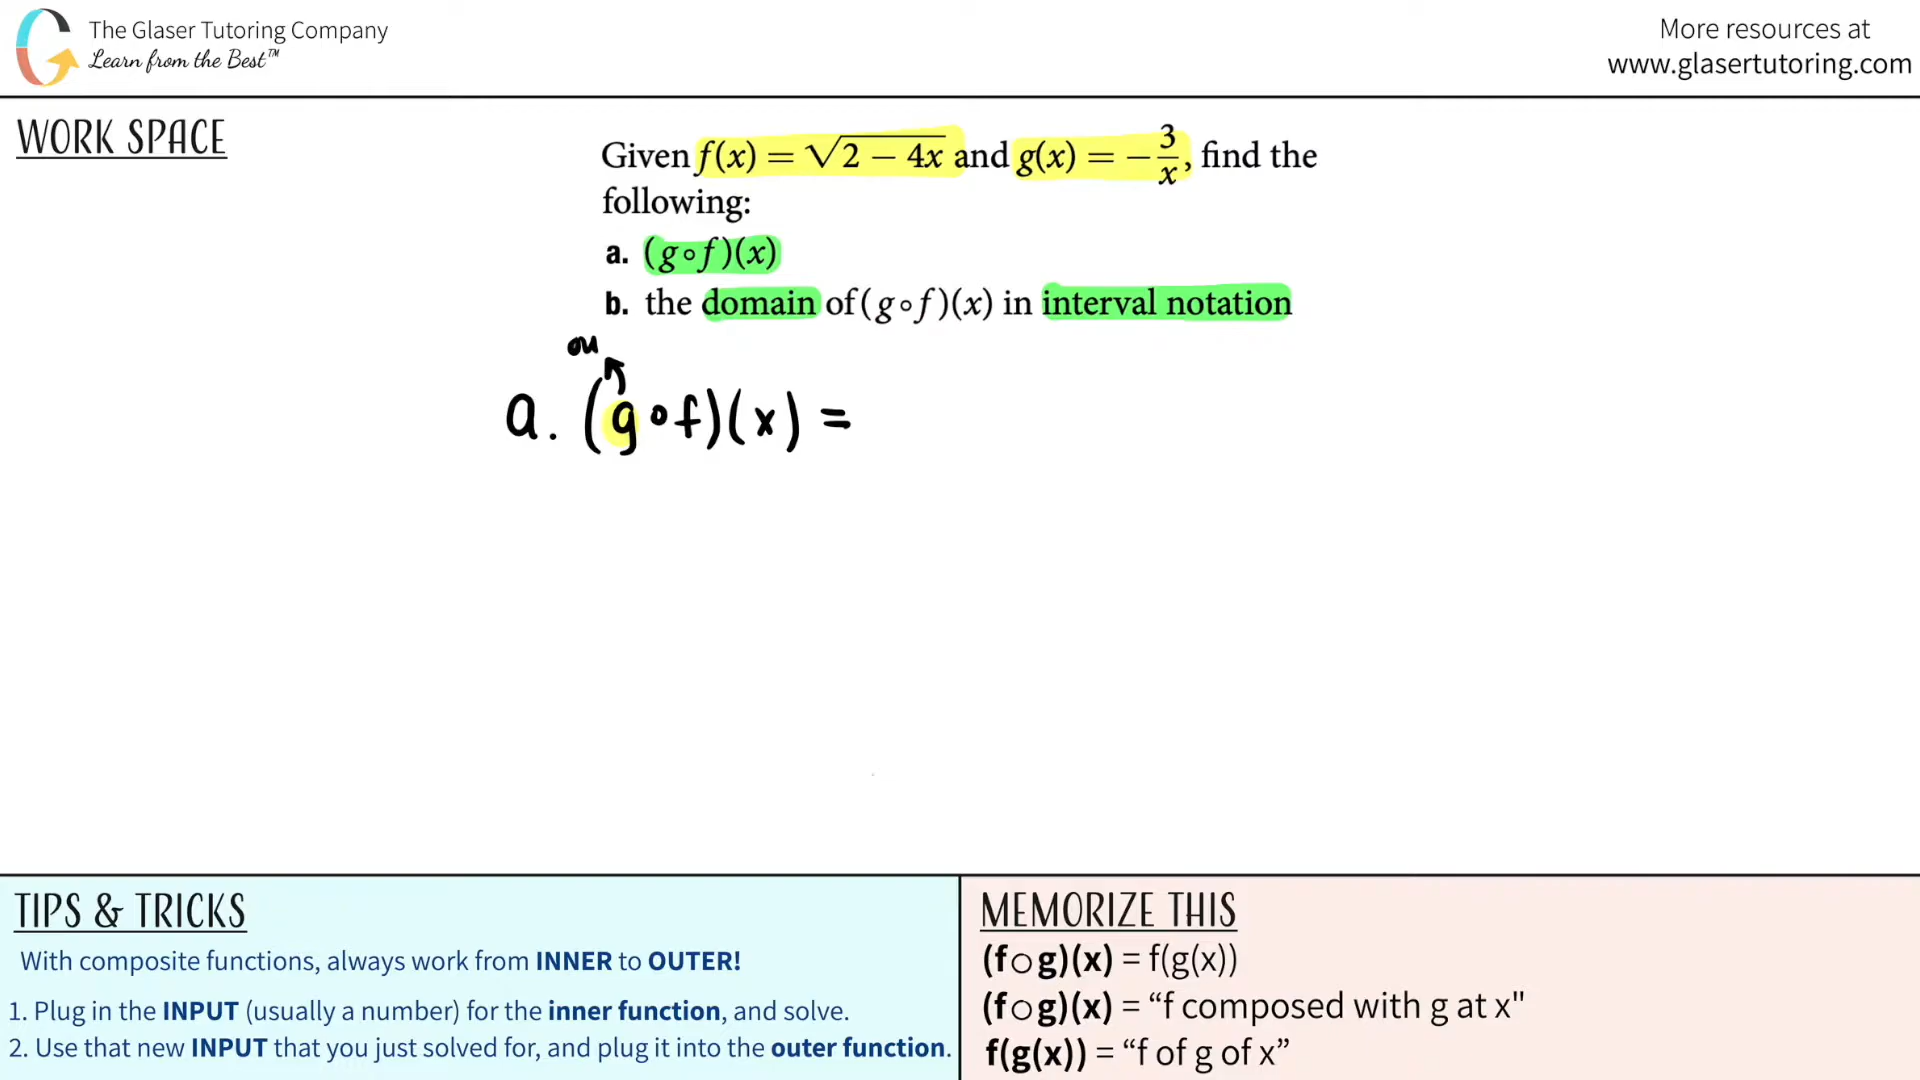 The Glaser Tutoring Company
Learn from the Best™
More resources at
www.glasertutoring.com
WORK SPACE
Given f(x) = √2 − 4x and g(x) = − 3/x, find the
following:
a. (g∘f)(x)
b. the domain of (g∘f)(x) in interval notation
ou
a. (g∘f)(x) =
TIPS & TRICKS
With composite functions, always work from INNER to OUTER!
1. Plug in the INPUT (usually a number) for the inner function, and solve.
2. Use that new INPUT that you just solved for, and plug it into the outer function.
MEMORIZE THIS
(f○g)(x) = f(g(x))
(f○g)(x) = “f composed with g at x"
f(g(x)) = “f of g of x”